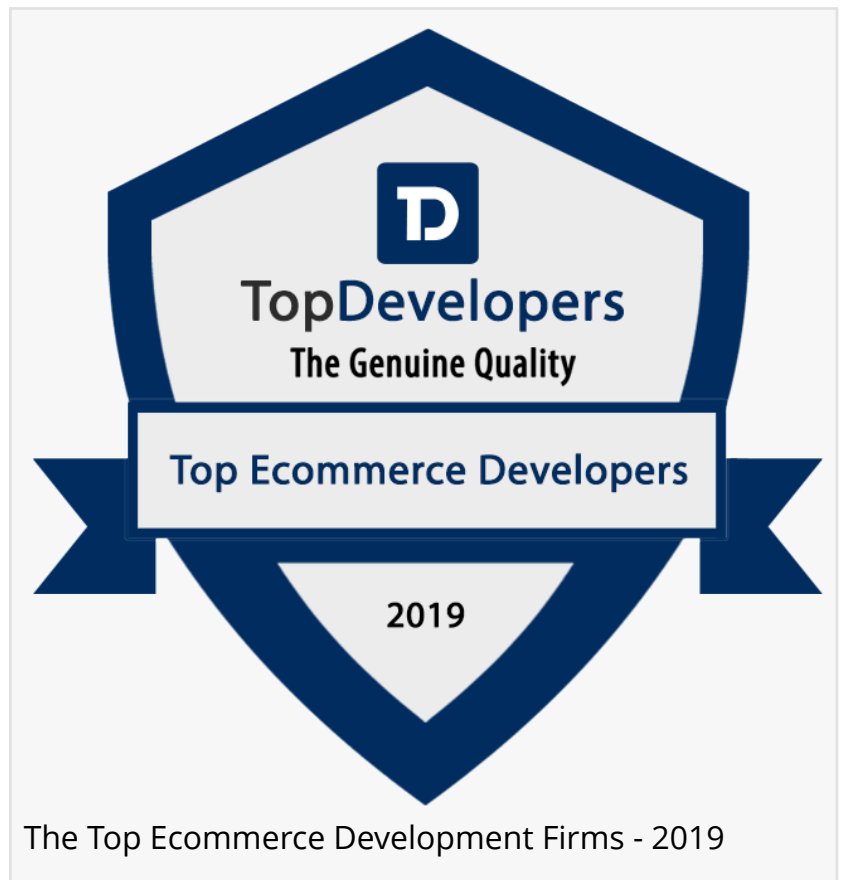 TD
TopDevelopers
The Genuine Quality
Top Ecommerce Developers
2019
The Top Ecommerce Development Firms - 2019